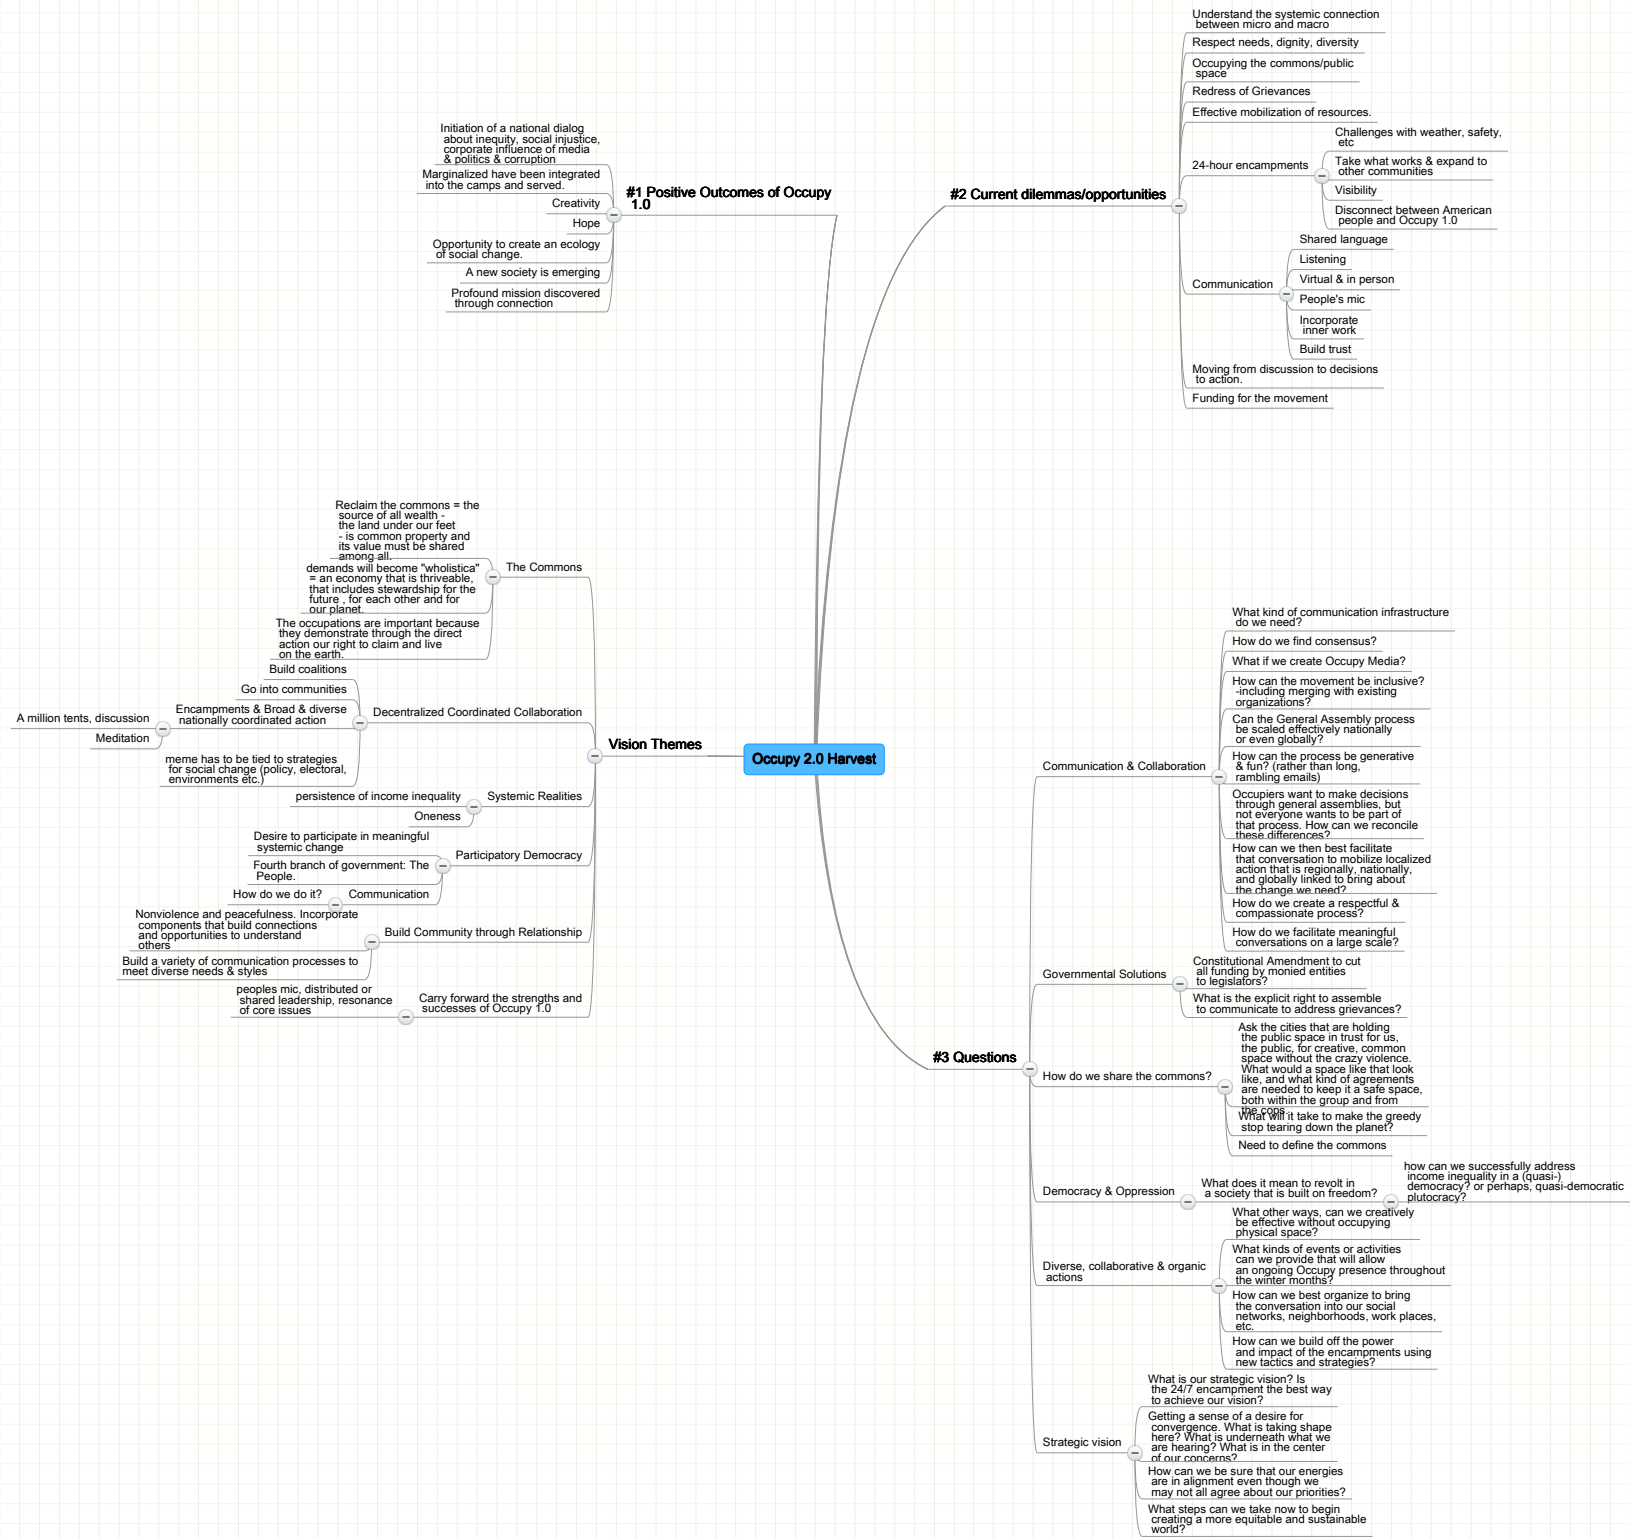 Occupy 2.0 Harvest
#1 Positive Outcomes of Occupy
1.0
Initiation of a national dialog
about inequity, social injustice,
corporate influence of media
& politics & corruption
Marginalized have been integrated
into the camps and served.
Creativity
Hope
Opportunity to create an ecology
of social change.
A new society is emerging
Profound mission discovered
through connection
#2 Current dilemmas/opportunities
Understand the systemic connection
between micro and macro
Respect needs, dignity, diversity
Occupying the commons/public
space
Redress of Grievances
Effective mobilization of resources.
24-hour encampments
Challenges with weather, safety,
etc
Take what works & expand to
other communities
Visibility
Disconnect between American
people and Occupy 1.0
Communication
Shared language
Listening
Virtual & in person
People's mic
Incorporate
inner work
Build trust
Moving from discussion to decisions
to action.
Funding for the movement
Vision Themes
The Commons
Reclaim the commons = the
source of all wealth -
the land under our feet
- is common property and
its value must be shared
among all.
demands will become "wholistica"
= an economy that is thriveable,
that includes stewardship for the
future , for each other and for
our planet.
The occupations are important because
they demonstrate through the direct
action our right to claim and live
on the earth.
Decentralized Coordinated Collaboration
Build coalitions
Go into communities
Encampments & Broad & diverse
nationally coordinated action
A million tents, discussion
Meditation
meme has to be tied to strategies
for social change (policy, electoral,
environments etc.)
Systemic Realities
persistence of income inequality
Oneness
Participatory Democracy
Desire to participate in meaningful
systemic change
Fourth branch of government: The
People.
Communication
How do we do it?
Build Community through Relationship
Nonviolence and peacefulness. Incorporate
components that build connections
and opportunities to understand
others
Build a variety of communication processes to
meet diverse needs & styles
Carry forward the strengths and
successes of Occupy 1.0
peoples mic, distributed or
shared leadership, resonance
of core issues
#3 Questions
Communication & Collaboration
What kind of communication infrastructure
do we need?
How do we find consensus?
What if we create Occupy Media?
How can the movement be inclusive?
-including merging with existing
organizations?
Can the General Assembly process
be scaled effectively nationally
or even globally?
How can the process be generative
& fun? (rather than long,
rambling emails)
Occupiers want to make decisions
through general assemblies, but
not everyone wants to be part of
that process. How can we reconcile
these differences?
How can we then best facilitate
that conversation to mobilize localized
action that is regionally, nationally,
and globally linked to bring about
the change we need?
How do we create a respectful &
compassionate process?
How do we facilitate meaningful
conversations on a large scale?
Governmental Solutions
Constitutional Amendment to cut
all funding by monied entities
to legislators?
What is the explicit right to assemble
to communicate to address grievances?
How do we share the commons?
Ask the cities that are holding
the public space in trust for us,
the public, for creative, common
space without the crazy violence.
What would a space like that look
like, and what kind of agreements
are needed to keep it a safe space,
both within the group and from
the cops.
What will it take to make the greedy
stop tearing down the planet?
Need to define the commons
Democracy & Oppression
What does it mean to revolt in
a society that is built on freedom?
how can we successfully address
income inequality in a (quasi-)
democracy? or perhaps, quasi-democratic
plutocracy?
Diverse, collaborative & organic
actions
What other ways, can we creatively
be effective without occupying
physical space?
What kinds of events or activities
can we provide that will allow
an ongoing Occupy presence throughout
the winter months?
How can we best organize to bring
the conversation into our social
networks, neighborhoods, work places,
etc.
How can we build off the power
and impact of the encampments using
new tactics and strategies?
Strategic vision
What is our strategic vision? Is
the 24/7 encampment the best way
to achieve our vision?
Getting a sense of a desire for
convergence. What is taking shape
here? What is underneath what we
are hearing? What is in the center
of our concerns?
How can we be sure that our energies
are in alignment even though we
may not all agree about our priorities?
What steps can we take now to begin
creating a more equitable and sustainable
world?